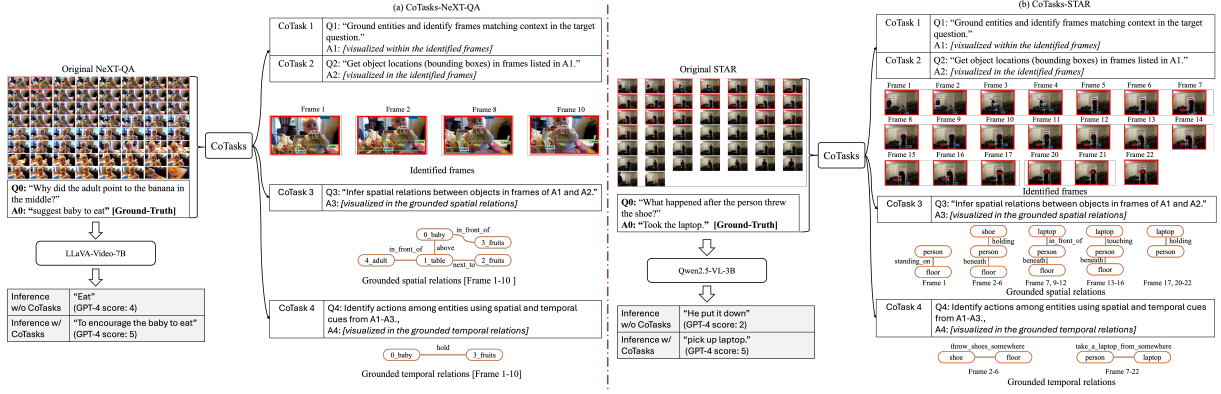 (a) CoTasks-NeXT-QA
Original NeXT-QA
Q0: “Why did the adult point to the banana in
the middle?”
A0: “suggest baby to eat” [Ground-Truth]
LLaVA-Video-7B
Inference
w/o CoTasks
“Eat”
(GPT-4 score: 4)
Inference w/
CoTasks
“To encourage the baby to eat”
(GPT-4 score: 5)
CoTasks
CoTask 1
Q1: “Ground entities and identify frames matching context in the target
question.”
A1: [visualized within the identified frames]
CoTask 2
Q2: “Get object locations (bounding boxes) in frames listed in A1.”
A2: [visualized in the identified frames]
Frame 1
Frame 2
Frame 8
Frame 10
Identified frames
CoTask 3
Q3: “Infer spatial relations between objects in frames of A1 and A2.”
A3: [visualized in the grounded spatial relations]
0_baby
in_front_of
3_fruits
in_front_of
above
4_adult
1_table
next_to
2_fruits
Grounded spatial relations [Frame 1-10]
CoTask 4
Q4: Identify actions among entities using spatial and temporal
cues from A1-A3.,
A4: [visualized in the grounded temporal relations]
hold
0_baby
3_fruits
Grounded temporal relations [Frame 1-10]
(b) CoTasks-STAR
Original STAR
Q0: “What happened after the person threw
the shoe?”
A0: “Took the laptop.” [Ground-Truth]
Qwen2.5-VL-3B
Inference
w/o CoTasks
“He put it down”
(GPT-4 score: 2)
Inference w/
CoTasks
“pick up laptop.”
(GPT-4 score: 5)
CoTasks
CoTask 1
Q1: “Ground entities and identify frames matching context in the target
question.”
A1: [visualized within the identified frames]
CoTask 2
Q2: “Get object locations (bounding boxes) in frames listed in A1.”
A2: [visualized in the identified frames]
Frame 1
Frame 2
Frame 3
Frame 4
Frame 5
Frame 6
Frame 7
Frame 8
Frame 9
Frame 10
Frame 11
Frame 12
Frame 13
Frame 14
Frame 15
Frame 16
Frame 17
Frame 20
Frame 21
Frame 22
Identified frames
CoTask 3
Q3: “Infer spatial relations between objects in frames of A1 and A2.”
A3: [visualized in the grounded spatial relations]
person
standing_on
floor
Frame 1
shoe
holding
person
beneath
floor
Frame 2-6
laptop
in_front_of
person
beneath
floor
Frame 7, 9-12
laptop
touching
person
beneath
floor
Frame 13-16
laptop
holding
person
Frame 17, 20-22
Grounded spatial relations
CoTask 4
Q4: Identify actions among entities using spatial and temporal cues
from A1-A3.,
A4: [visualized in the grounded temporal relations]
throw_shoes_somewhere
shoe
floor
Frame 2-6
take_a_laptop_from_somewhere
person
laptop
Frame 7-22
Grounded temporal relations